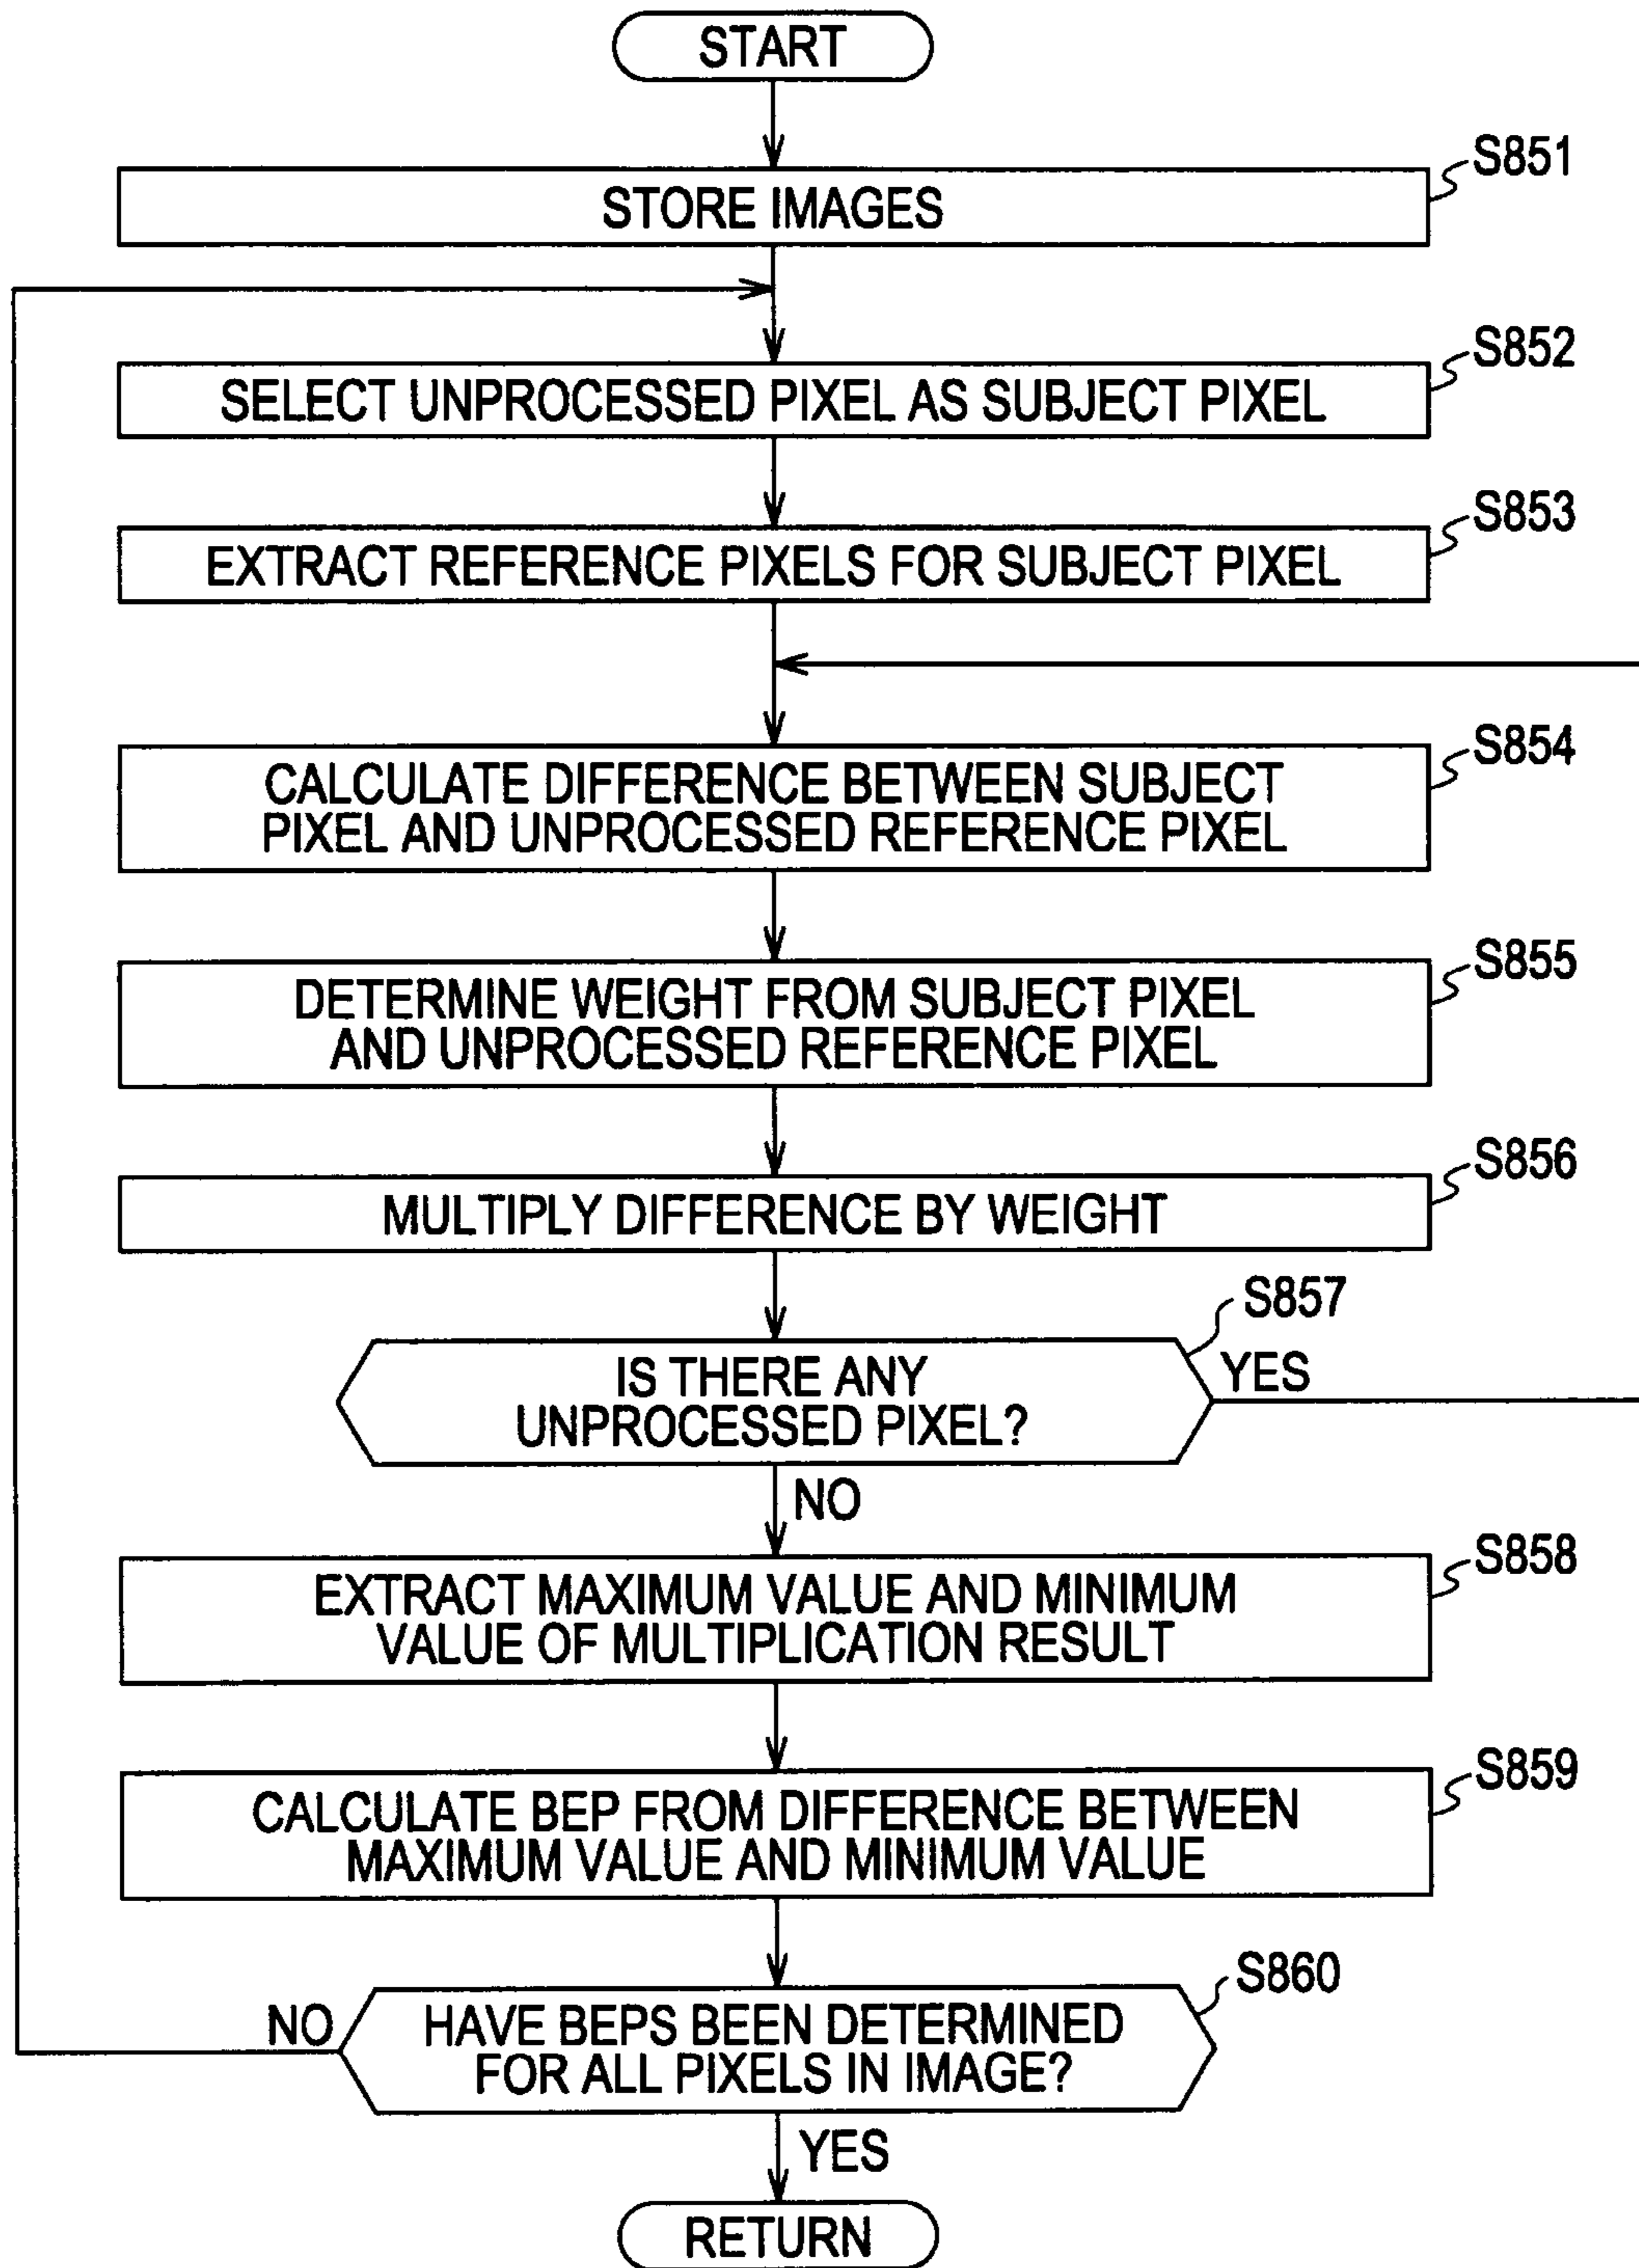 START
S851
STORE IMAGES
S852
SELECT UNPROCESSED PIXEL AS SUBJECT PIXEL
S853
EXTRACT REFERENCE PIXELS FOR SUBJECT PIXEL
S854
CALCULATE DIFFERENCE BETWEEN SUBJECT
PIXEL AND UNPROCESSED REFERENCE PIXEL
S855
DETERMINE WEIGHT FROM SUBJECT PIXEL
AND UNPROCESSED REFERENCE PIXEL
S856
MULTIPLY DIFFERENCE BY WEIGHT
S857
IS THERE ANY
UNPROCESSED PIXEL?
YES
NO
S858
EXTRACT MAXIMUM VALUE AND MINIMUM
VALUE OF MULTIPLICATION RESULT
S859
CALCULATE BEP FROM DIFFERENCE BETWEEN
MAXIMUM VALUE AND MINIMUM VALUE
S860
NO
HAVE BEPS BEEN DETERMINED
FOR ALL PIXELS IN IMAGE?
YES
RETURN